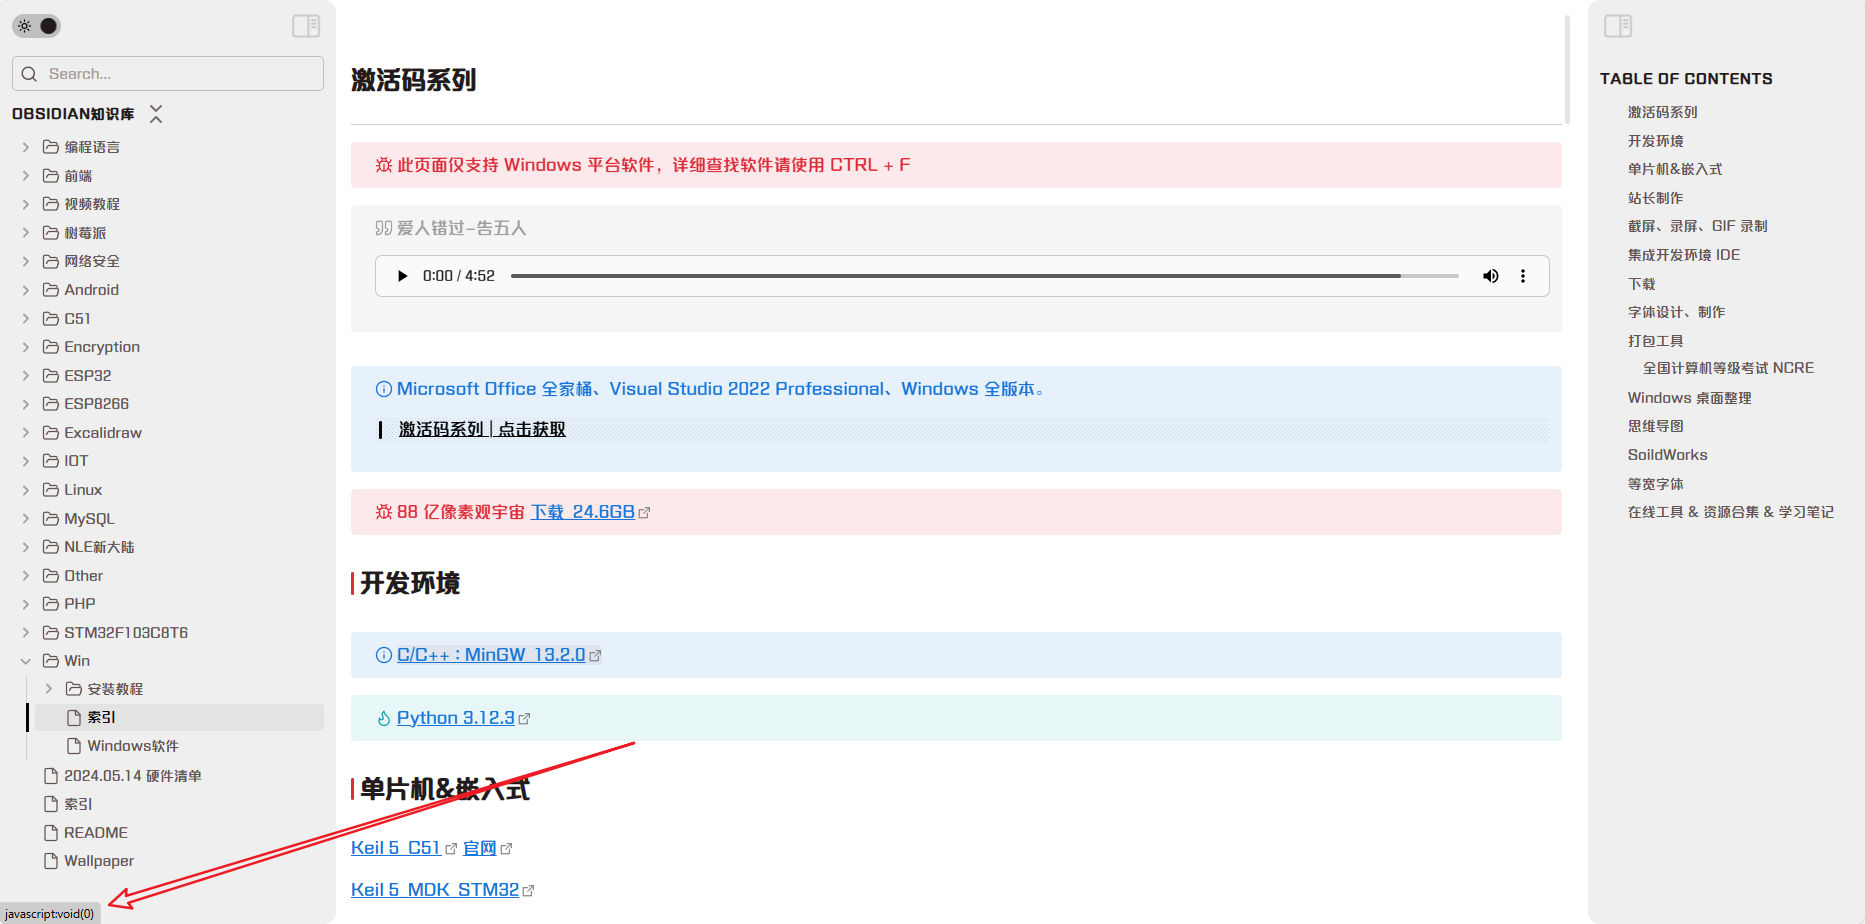 Search...
OBSIDIAN知识库
编程语言
前端
视频教程
树莓派
网络安全
Android
C51
Encryption
ESP32
ESP8266
Excalidraw
IOT
Linux
MySQL
NLE新大陆
Other
PHP
STM32F103C8T6
Win
安装教程
索引
Windows软件
2024.05.14 硬件清单
索引
README
Wallpaper
javascript:void(0)
激活码系列
此页面仅支持 Windows 平台软件，详细查找软件请使用 CTRL + F
爱人错过-告五人
0:00 / 4:52
Microsoft Office 全家桶、Visual Studio 2022 Professional、Windows 全版本。
激活码系列 | 点击获取
88 亿像素观宇宙 下载_24.6GB
开发环境
C/C++：MinGW_13.2.0
Python 3.12.3
单片机&嵌入式
Keil 5_C51 官网
Keil 5_MDK_STM32
TABLE OF CONTENTS
激活码系列
开发环境
单片机&嵌入式
站长制作
截屏、录屏、GIF 录制
集成开发环境 IDE
下载
字体设计、制作
打包工具
全国计算机等级考试 NCRE
Windows 桌面整理
思维导图
SoildWorks
等宽字体
在线工具 & 资源合集 & 学习笔记